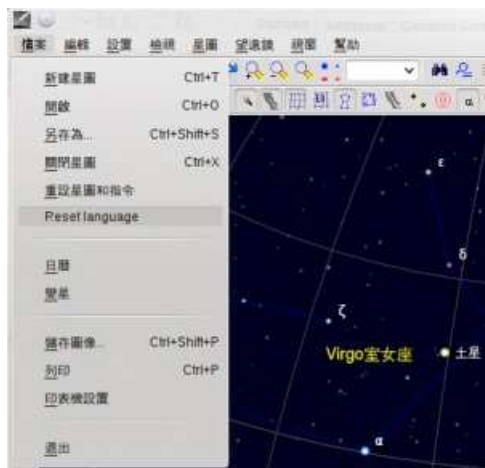 檔案 編輯 設置 檢視 星圖 望遠鏡 視窗 幫助
新建星圖 Ctrl+T
開啟 Ctrl+O
另存為... Ctrl+Shift+S
關閉星圖 Ctrl+X
重設星圖和指令
Reset language
日曆
變星
儲存圖像... Ctrl+Shift+P
列印 Ctrl+P
印表機設置
退出
α
ε
δ
ζ
Virgo室女座
土星
α